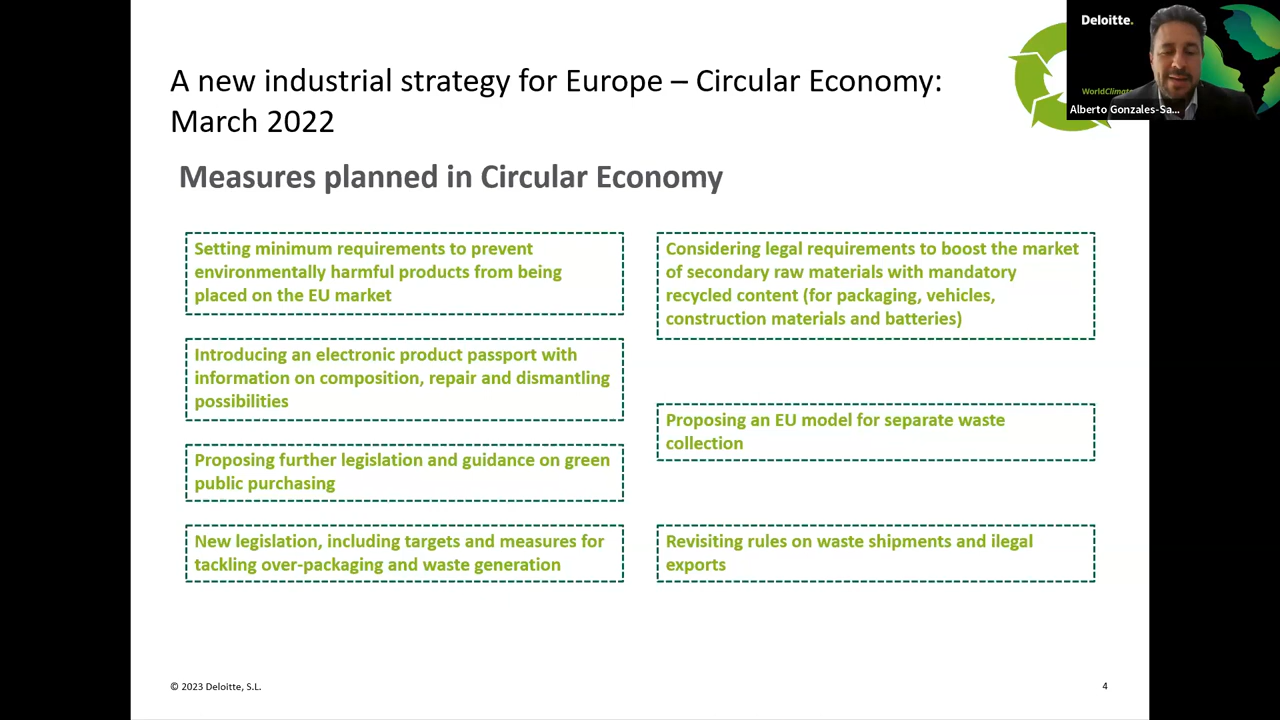 A new industrial strategy for Europe – Circular Economy:
March 2022
Deloitte.
WorldClimate
Alberto Gonzales-Sa...
Measures planned in Circular Economy
Setting minimum requirements to prevent
environmentally harmful products from being
placed on the EU market
Introducing an electronic product passport with
information on composition, repair and dismantling
possibilities
Proposing further legislation and guidance on green
public purchasing
New legislation, including targets and measures for
tackling over-packaging and waste generation
Considering legal requirements to boost the market
of secondary raw materials with mandatory
recycled content (for packaging, vehicles,
construction materials and batteries)
Proposing an EU model for separate waste
collection
Revisiting rules on waste shipments and ilegal
exports
© 2023 Deloitte, S.L.
4